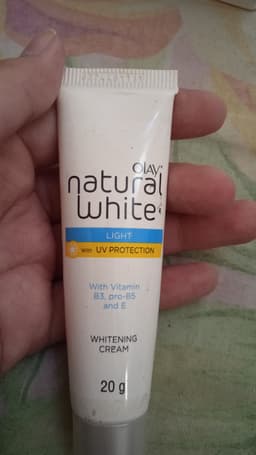 OLAY
natural
white
LIGHT
with UV PROTECTION
With Vitamin
B3, pro-B5
and E
WHITENING
CREAM
20 g